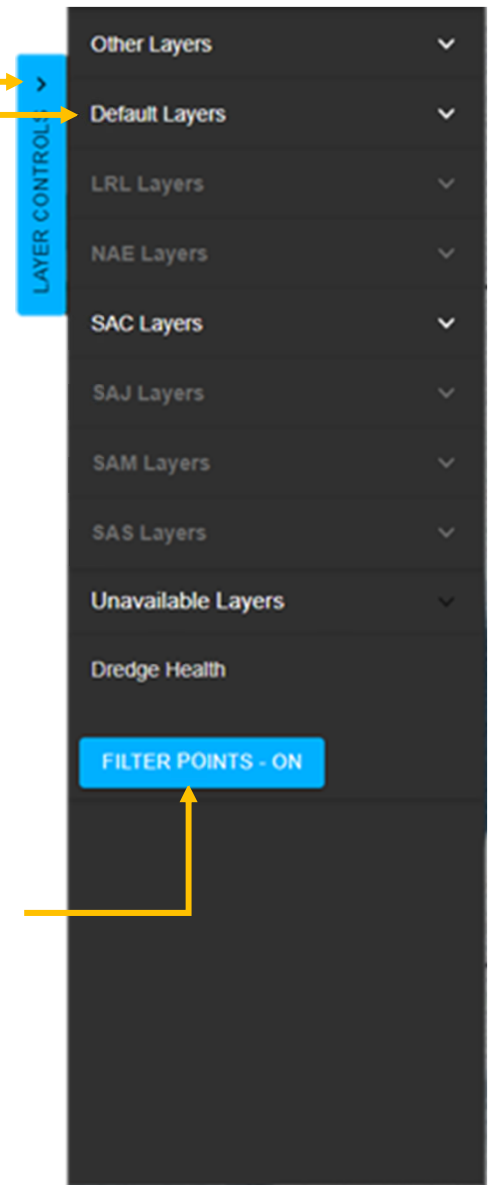 Other Layers
LAYER CONTROLS
Default Layers
LRL Layers
NAE Layers
SAC Layers
SAJ Layers
SAM Layers
SAS Layers
Unavailable Layers
Dredge Health
FILTER POINTS - ON